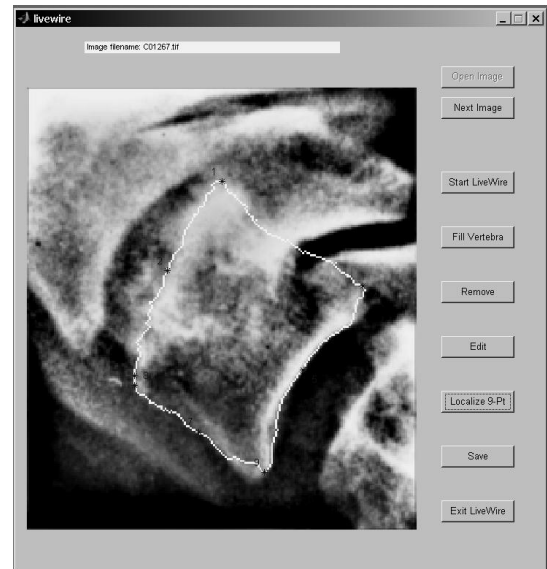 livewire
Image filename: C01267.tif
Open Image
Next Image
Start LiveWire
Fill Vertebra
Remove
Edit
Localize 9-Pt
Save
Exit LiveWire